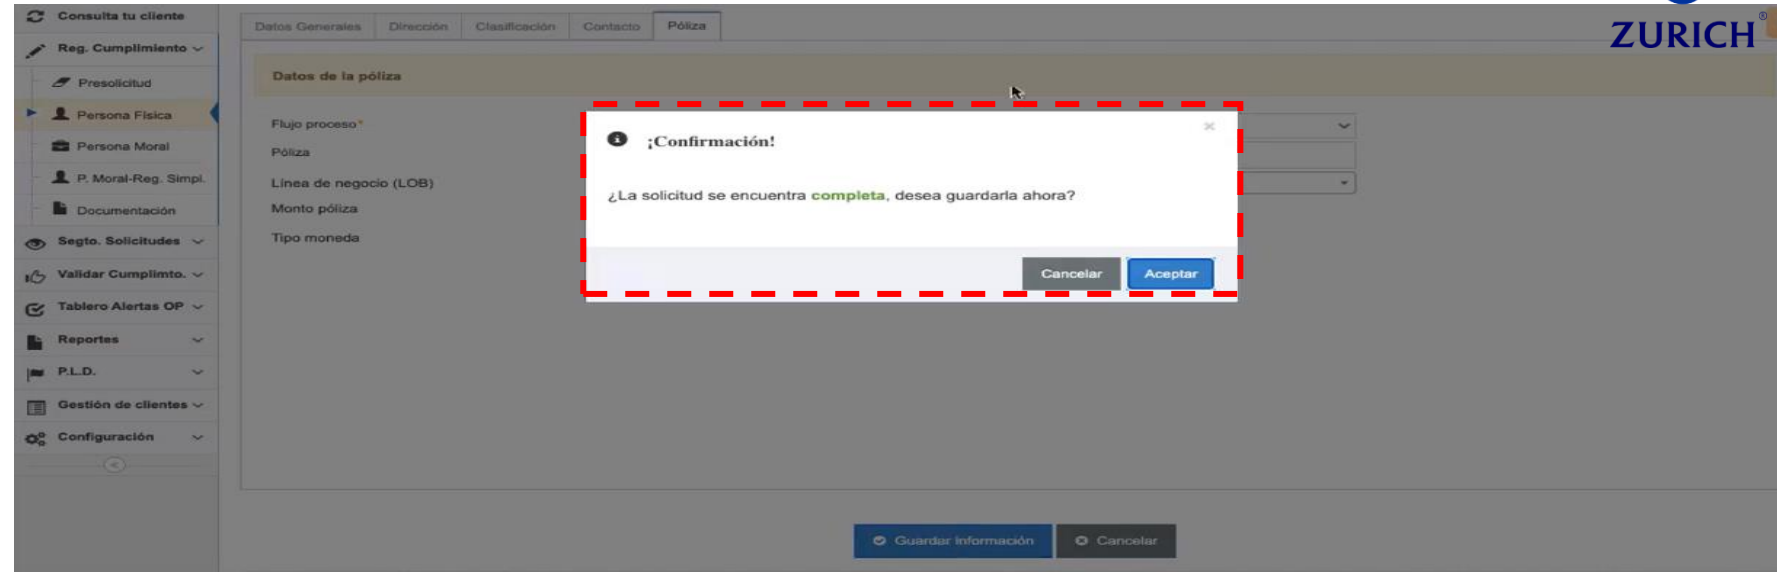 Consulta tu cliente
Reg. Cumplimiento
Presolicitud
Persona Física
Persona Moral
P. Moral-Reg. Simpl.
Documentación
Segto. Solicitudes
Validar Cumplimto.
Tablero Alertas OP
Reportes
P.L.D.
Gestión de clientes
Configuración
Datos Generales
Dirección
Clasificación
Contacto
Póliza
ZURICH®
Datos de la póliza
Flujo proceso*
Póliza
Línea de negocio (LOB)
Monto póliza
Tipo moneda
¡Confirmación!
×
¿La solicitud se encuentra completa, desea guardarla ahora?
Cancelar
Aceptar
Guardar información
Cancelar